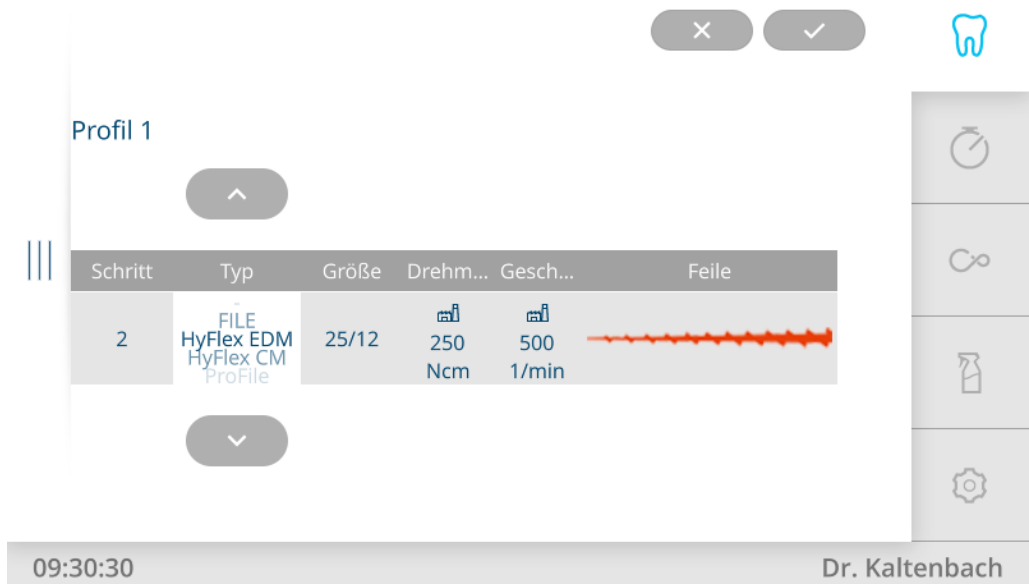 Profil 1
Schritt Typ Größe Drehm... Gesch... Feile
-
FILE
2 HyFlex EDM 25/12 250 500
HyFlex CM
ProFile
Ncm 1/min
09:30:30 Dr. Kaltenbach